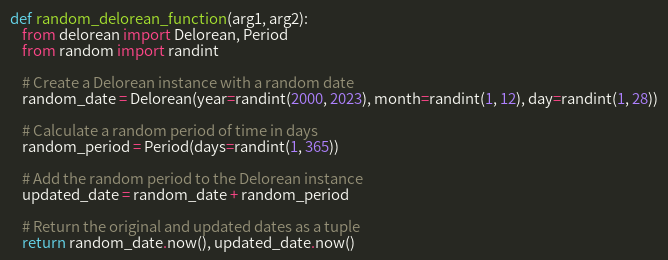 def random_delorean_function(arg1, arg2):
    from delorean import Delorean, Period
    from random import randint

    # Create a Delorean instance with a random date
    random_date = Delorean(year=randint(2000, 2023), month=randint(1, 12), day=randint(1, 28))

    # Calculate a random period of time in days
    random_period = Period(days=randint(1, 365))

    # Add the random period to the Delorean instance
    updated_date = random_date + random_period

    # Return the original and updated dates as a tuple
    return random_date.now(), updated_date.now()